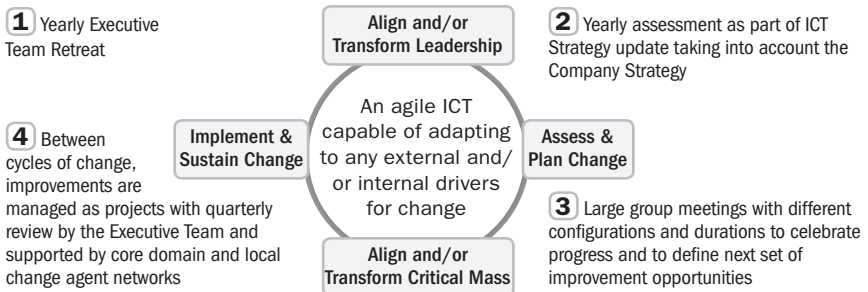 1 Yearly Executive
Team Retreat
Align and/or
Transform Leadership
2 Yearly assessment as part of ICT
Strategy update taking into account the
Company Strategy
An agile ICT
capable of adapting
to any external and/
or internal drivers
for change
Assess &
Plan Change
3 Large group meetings with different
configurations and durations to celebrate
progress and to define next set of
improvement opportunities
Align and/or
Transform Critical Mass
4 Between
cycles of change,
improvements are
managed as projects with quarterly
review by the Executive Team and
supported by core domain and local
change agent networks
Implement &
Sustain Change